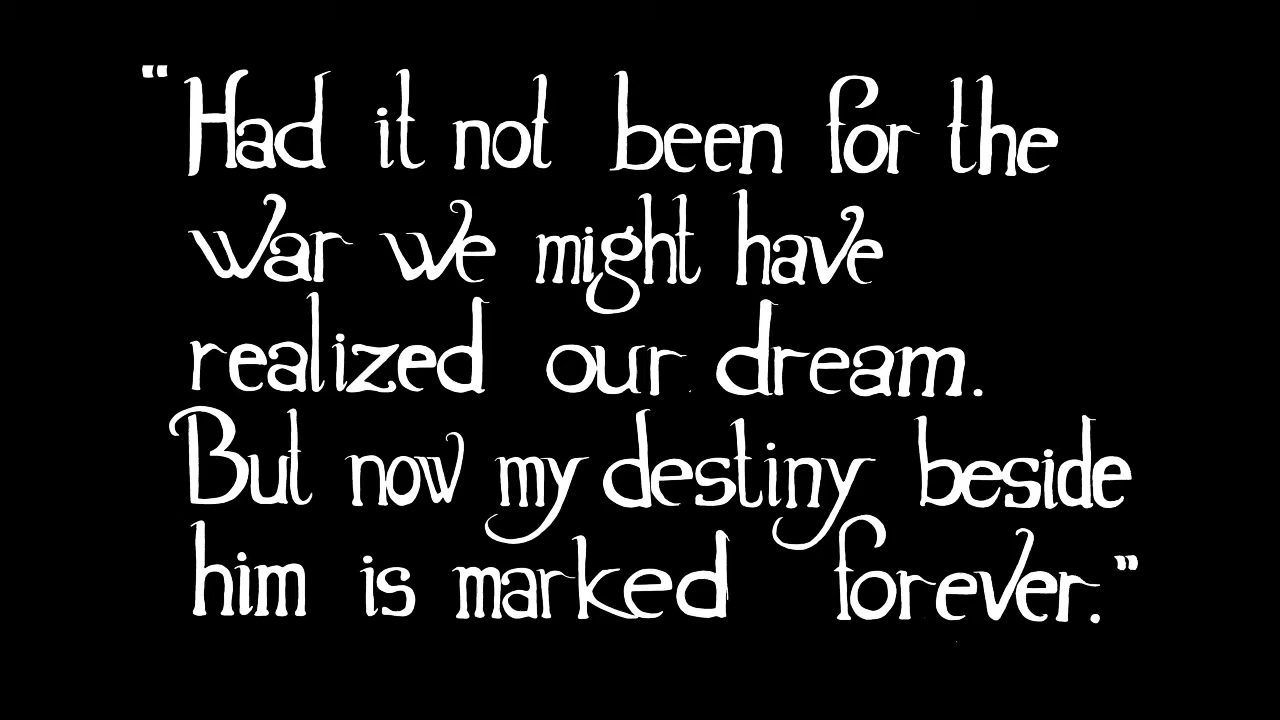 "Had it not been for the
war we might have
realized our dream.
But now my destiny beside
him is marked forever."